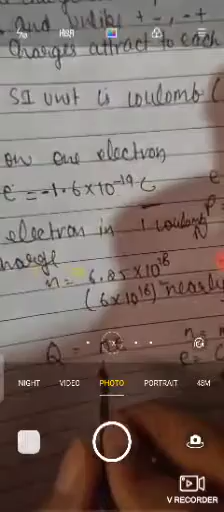 and unlike + -, - +
charges attract to each
SI unit is coulomb (
on one electron
e = -1.6 × 10⁻¹⁹ C
electron in 1 coulomb
charge
n = 6.25 × 10¹⁸
(6 × 10¹⁸) nearly
Q = ne
NIGHT VIDEO PHOTO PORTRAIT 48M
V RECORDER